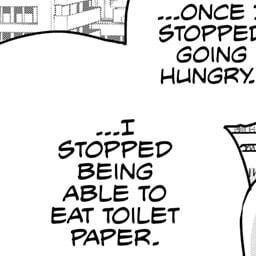 ...ONCE I
STOPPED
GOING
HUNGRY.
...I
STOPPED
BEING
ABLE TO
EAT TOILET
PAPER.